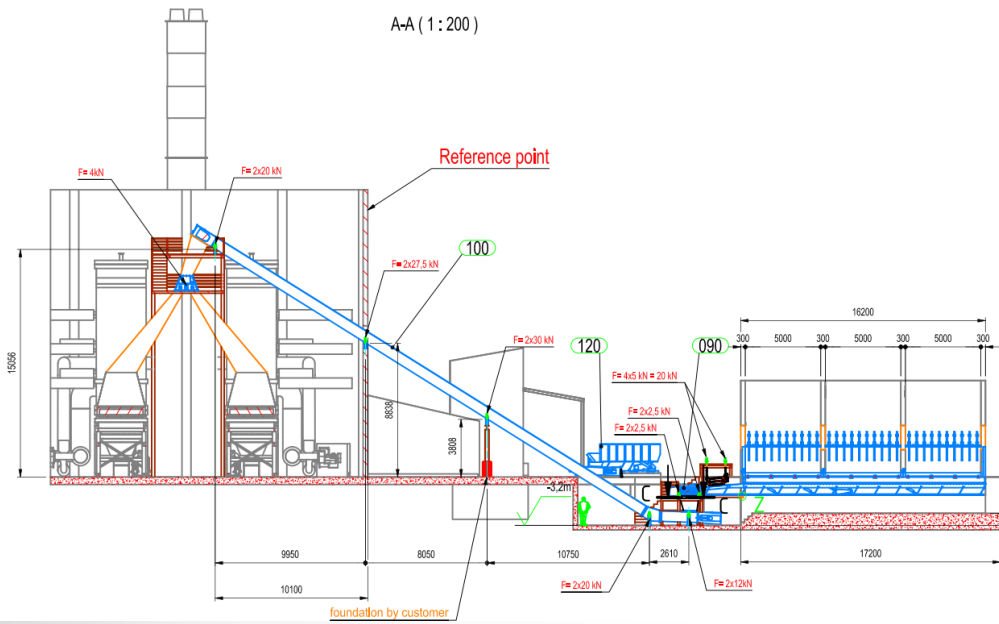 A-A ( 1 : 200 )
Reference point
F= 4kN
F= 2x20 kN
100
F= 2x27,5 kN
16200
300
5000
300
5000
300
5000
300
F= 2x30 kN
120
090
F= 4x5 kN = 20 kN
F= 2x2,5 kN
F= 2x2,5 kN
15056
8838
3808
-3,2m
C
C
Z
9950
8050
10750
2610
17200
10100
F= 2x20 kN
F= 2x12kN
foundation by customer